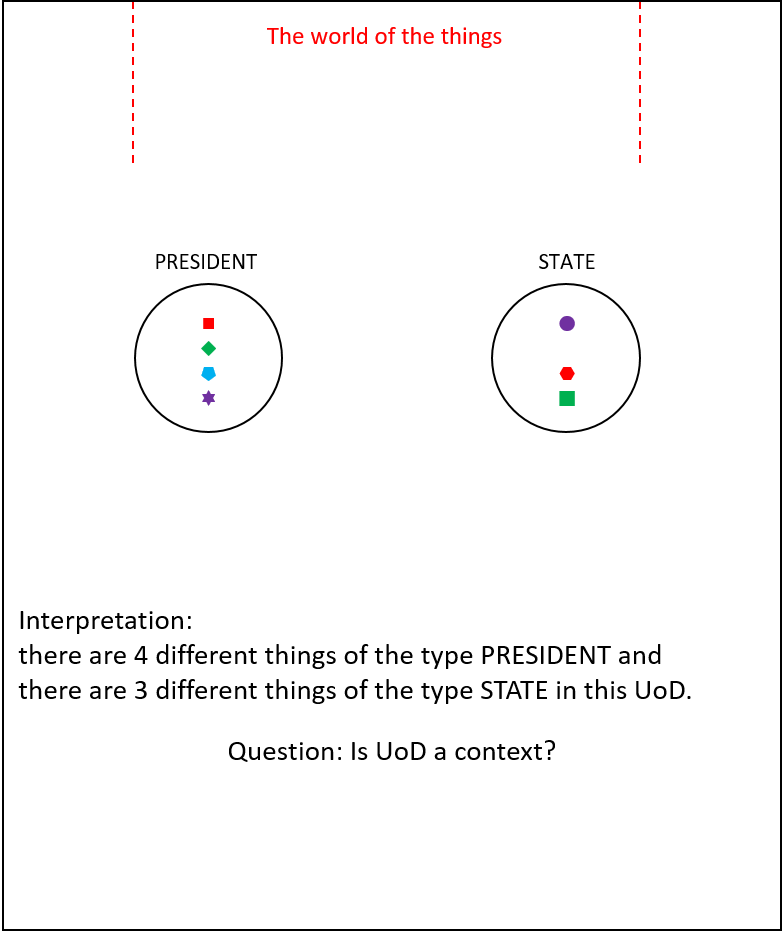 The world of the things
PRESIDENT
STATE
Interpretation:
there are 4 different things of the type PRESIDENT and
there are 3 different things of the type STATE in this UoD.
Question: Is UoD a context?